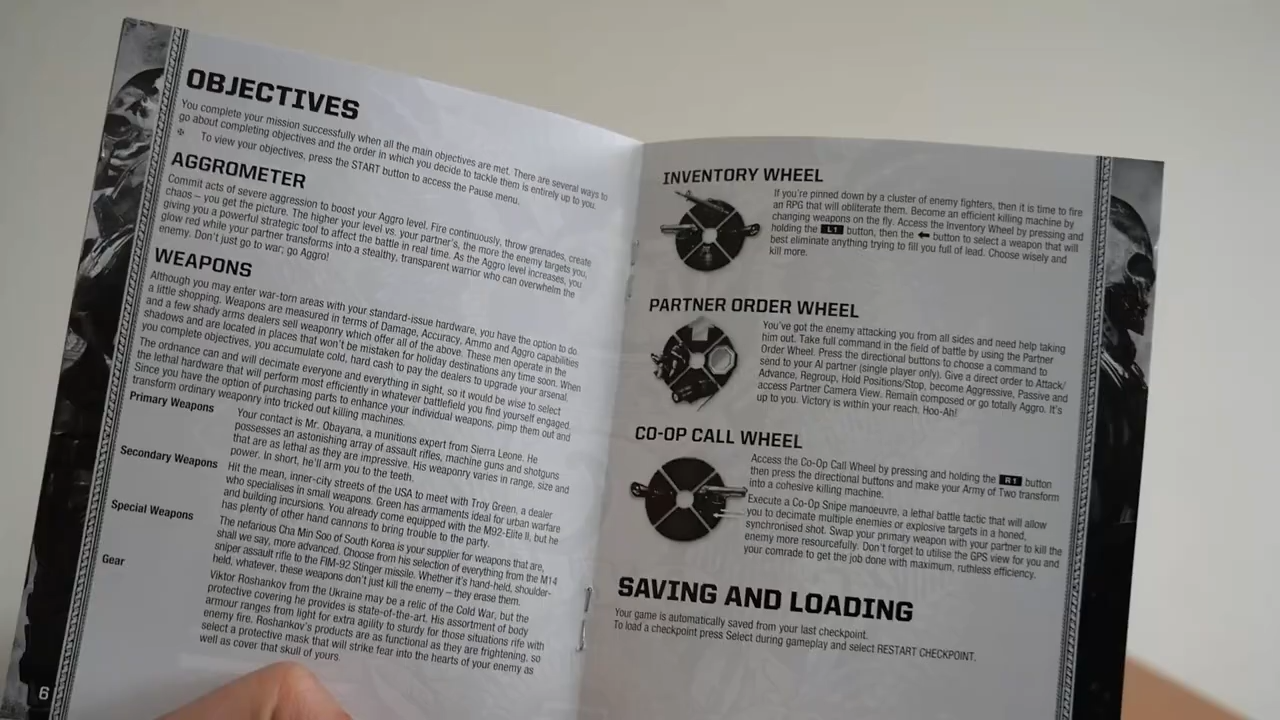 OBJECTIVES
You complete your mission successfully when all the main objectives are met. There are several ways to
go about completing objectives and the order in which you decide to tackle them is entirely up to you.
✠ To view your objectives, press the START button to access the Pause menu.
AGGROMETER
Commit acts of severe aggression to boost your Aggro level. Fire continuously, throw grenades, create
chaos – you get the picture. The higher your level vs. your partner's, the more the enemy targets you,
giving you a powerful strategic tool to affect the battle in real time. As the Aggro level increases, you
glow red while your partner transforms into a stealthy, transparent warrior who can overwhelm the
enemy. Don't just go to war; go Aggro!
WEAPONS
Although you may enter war-torn areas with your standard-issue hardware, you have the option to do
a little shopping. Weapons are measured in terms of Damage, Accuracy, Ammo and Aggro capabilities
and a few shady arms dealers sell weaponry which offer all of the above. These men operate in the
shadows and are located in places that won't be mistaken for holiday destinations any time soon. When
you complete objectives, you accumulate cold, hard cash to pay the dealers to upgrade your arsenal.
The ordnance can and will decimate everyone and everything in sight, so it would be wise to select
the lethal hardware that will perform most efficiently in whatever battlefield you find yourself engaged.
Since you have the option of purchasing parts to enhance your individual weapons, pimp them out and
transform ordinary weaponry into tricked out killing machines.
Primary Weapons
Your contact is Mr. Obayana, a munitions expert from Sierra Leone. He
possesses an astonishing array of assault rifles, machine guns and shotguns
that are as lethal as they are impressive. His weaponry varies in range, size and
power. In short, he'll arm you to the teeth.
Secondary Weapons
Hit the mean, inner-city streets of the USA to meet with Troy Green, a dealer
who specialises in small weapons. Green has armaments ideal for urban warfare
and building incursions. You already come equipped with the M92-Elite II, but he
has plenty of other hand cannons to bring trouble to the party.
Special Weapons
The nefarious Cha Min Soo of South Korea is your supplier for weapons that are,
shall we say, more advanced. Choose from his selection of everything from the M14
sniper assault rifle to the FIM-92 Stinger missile. Whether it's hand-held, shoulder-
held, whatever, these weapons don't just kill the enemy – they erase them.
Gear
Viktor Roshankov from the Ukraine may be a relic of the Cold War, but the
protective covering he provides is state-of-the-art. His assortment of body
armour ranges from light for extra agility to sturdy for those situations rife with
enemy fire. Roshankov's products are as functional as they are frightening, so
select a protective mask that will strike fear into the hearts of your enemy as
well as cover that skull of yours.
6
INVENTORY WHEEL
If you're pinned down by a cluster of enemy fighters, then it is time to fire
an RPG that will obliterate them. Become an efficient killing machine by
changing weapons on the fly. Access the Inventory Wheel by pressing and
holding the L1 button, then the ← button to select a weapon that will
best eliminate anything trying to fill you full of lead. Choose wisely and
kill more.
PARTNER ORDER WHEEL
You've got the enemy attacking you from all sides and need help taking
him out. Take full command in the field of battle by using the Partner
Order Wheel. Press the directional buttons to choose a command to
send to your AI partner (single player only). Give a direct order to Attack/
Advance, Regroup, Hold Positions/Stop, become Aggressive, Passive and
access Partner Camera View. Remain composed or go totally Aggro. It's
up to you. Victory is within your reach. Hoo-Ah!
CO-OP CALL WHEEL
Access the Co-Op Call Wheel by pressing and holding the R1 button
then press the directional buttons and make your Army of Two transform
into a cohesive killing machine.
Execute a Co-Op Snipe manoeuvre, a lethal battle tactic that will allow
you to decimate multiple enemies or explosive targets in a honed,
synchronised shot. Swap your primary weapon with your partner to kill the
enemy more resourcefully. Don't forget to utilise the GPS view for you and
your comrade to get the job done with maximum, ruthless efficiency.
SAVING AND LOADING
Your game is automatically saved from your last checkpoint.
To load a checkpoint press Select during gameplay and select RESTART CHECKPOINT.